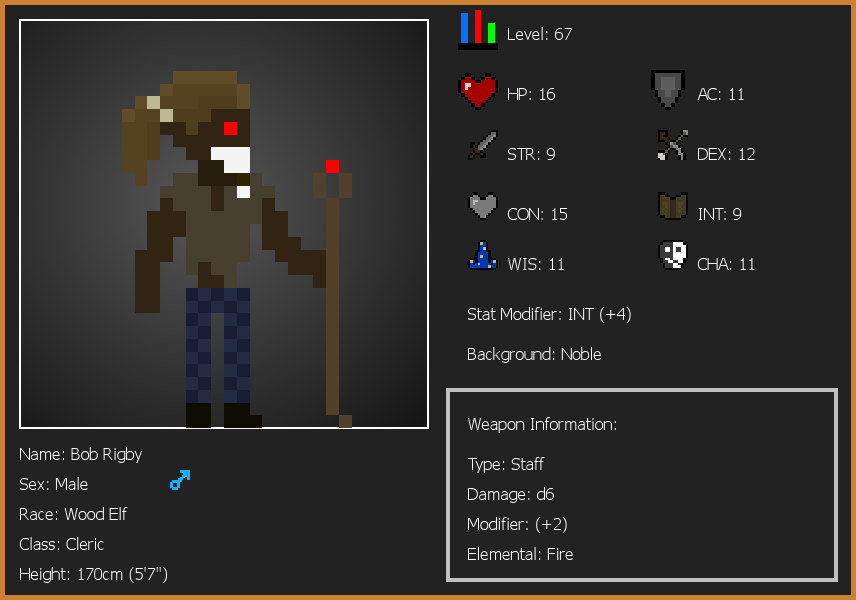 Level: 67
HP: 16
AC: 11
STR: 9
DEX: 12
CON: 15
INT: 9
WIS: 11
CHA: 11
Stat Modifier: INT (+4)
Background: Noble
Weapon Information:
Type: Staff
Damage: d6
Modifier: (+2)
Elemental: Fire
Name: Bob Rigby
Sex: Male
Race: Wood Elf
Class: Cleric
Height: 170cm (5'7")